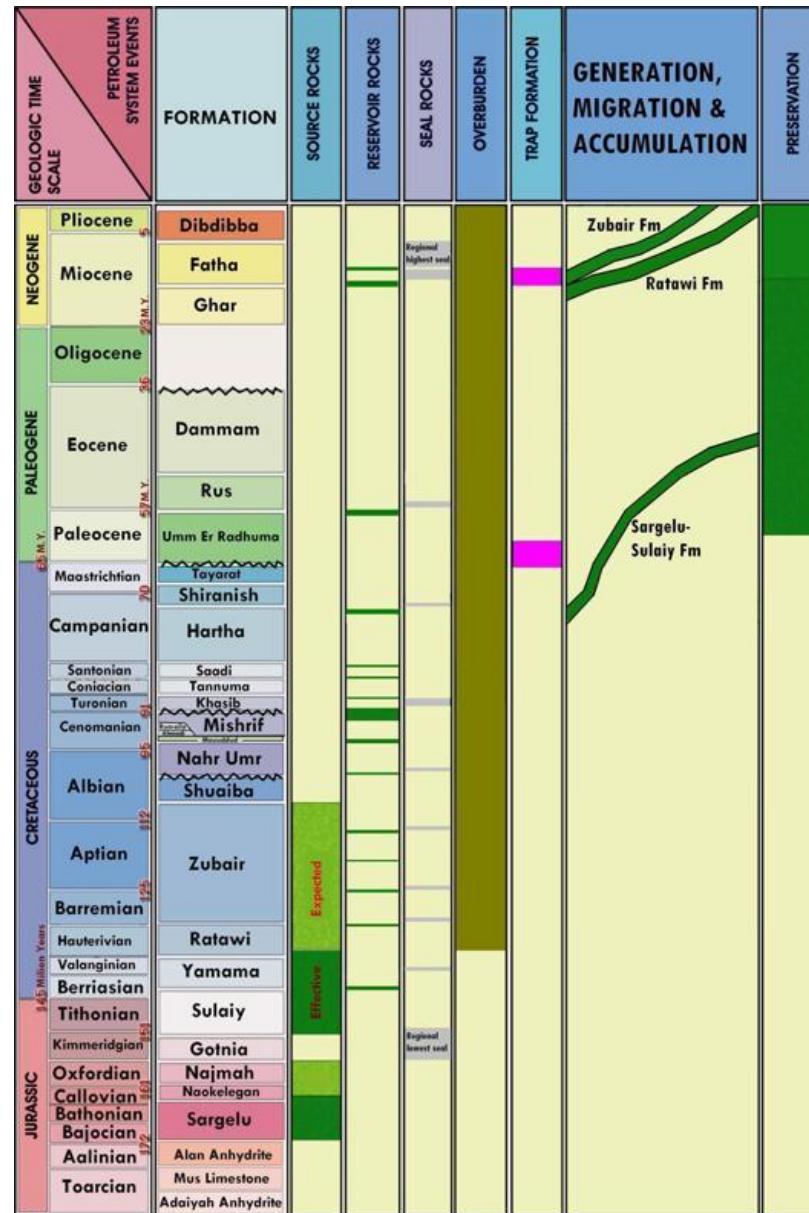 GEOLOGIC TIME
SCALE
PETROLEUM
SYSTEM EVENTS
FORMATION
SOURCE ROCKS
RESERVOIR ROCKS
SEAL ROCKS
OVERBURDEN
TRAP FORMATION
GENERATION,
MIGRATION &
ACCUMULATION
PRESERVATION
NEOGENE
PALEOGENE
CRETACEOUS
JURASSIC
Pliocene
Miocene
Oligocene
Eocene
Paleocene
Maastrichtian
Campanian
Santonian
Coniacian
Turonian
Cenomanian
Albian
Aptian
Barremian
Hauterivian
Valanginian
Berriasian
Tithonian
Kimmeridgian
Oxfordian
Callovian
Bathonian
Bajocian
Aalinian
Toarcian
5
23 M.Y.
36
57 M.Y.
65 M.Y.
70
91
95
112
125
145 Million Years
151
161
172
Dibdibba
Fatha
Ghar
Dammam
Rus
Umm Er Radhuma
Tayarat
Shiranish
Hartha
Saadi
Tannuma
Khasib
Mishrif
Nahr Umr
Shuaiba
Zubair
Ratawi
Yamama
Sulaiy
Gotnia
Najmah
Naokelegan
Sargelu
Alan Anhydrite
Mus Limestone
Adaiyah Anhydrite
Expected
Effective
Regional
highest seal
Regional
lowest seal
Zubair Fm
Ratawi Fm
Sargelu-
Sulaiy Fm